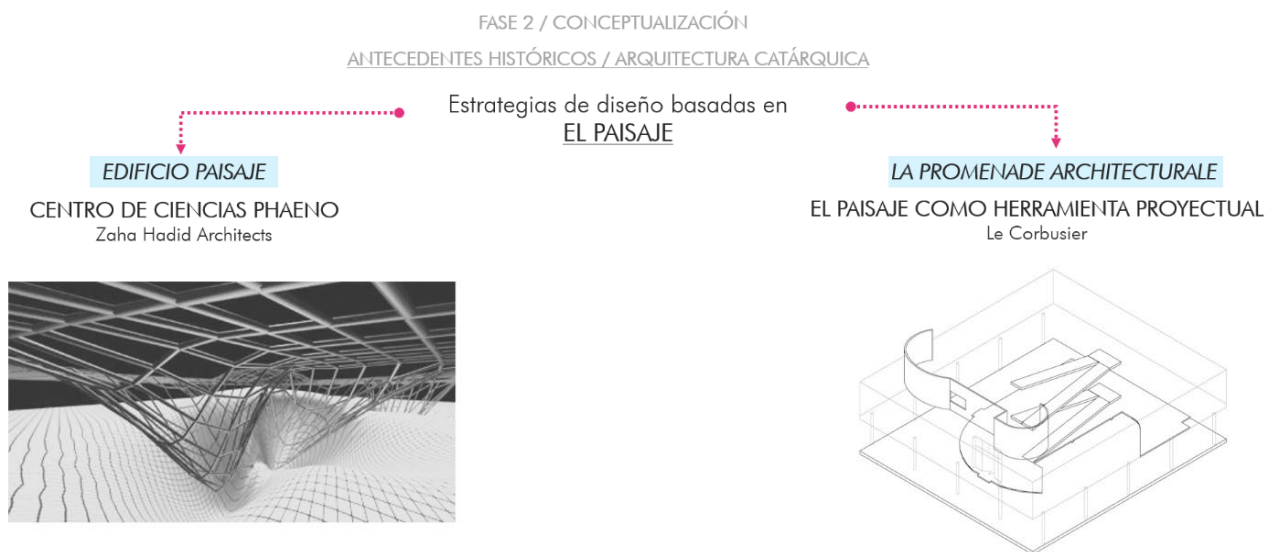 FASE 2 / CONCEPTUALIZACIÓN
ANTECEDENTES HISTÓRICOS / ARQUITECTURA CATÁRQUICA
Estrategias de diseño basadas en
EL PAISAJE
EDIFICIO PAISAJE
CENTRO DE CIENCIAS PHAENO
Zaha Hadid Architects
LA PROMENADE ARCHITECTURALE
EL PAISAJE COMO HERRAMIENTA PROYECTUAL
Le Corbusier